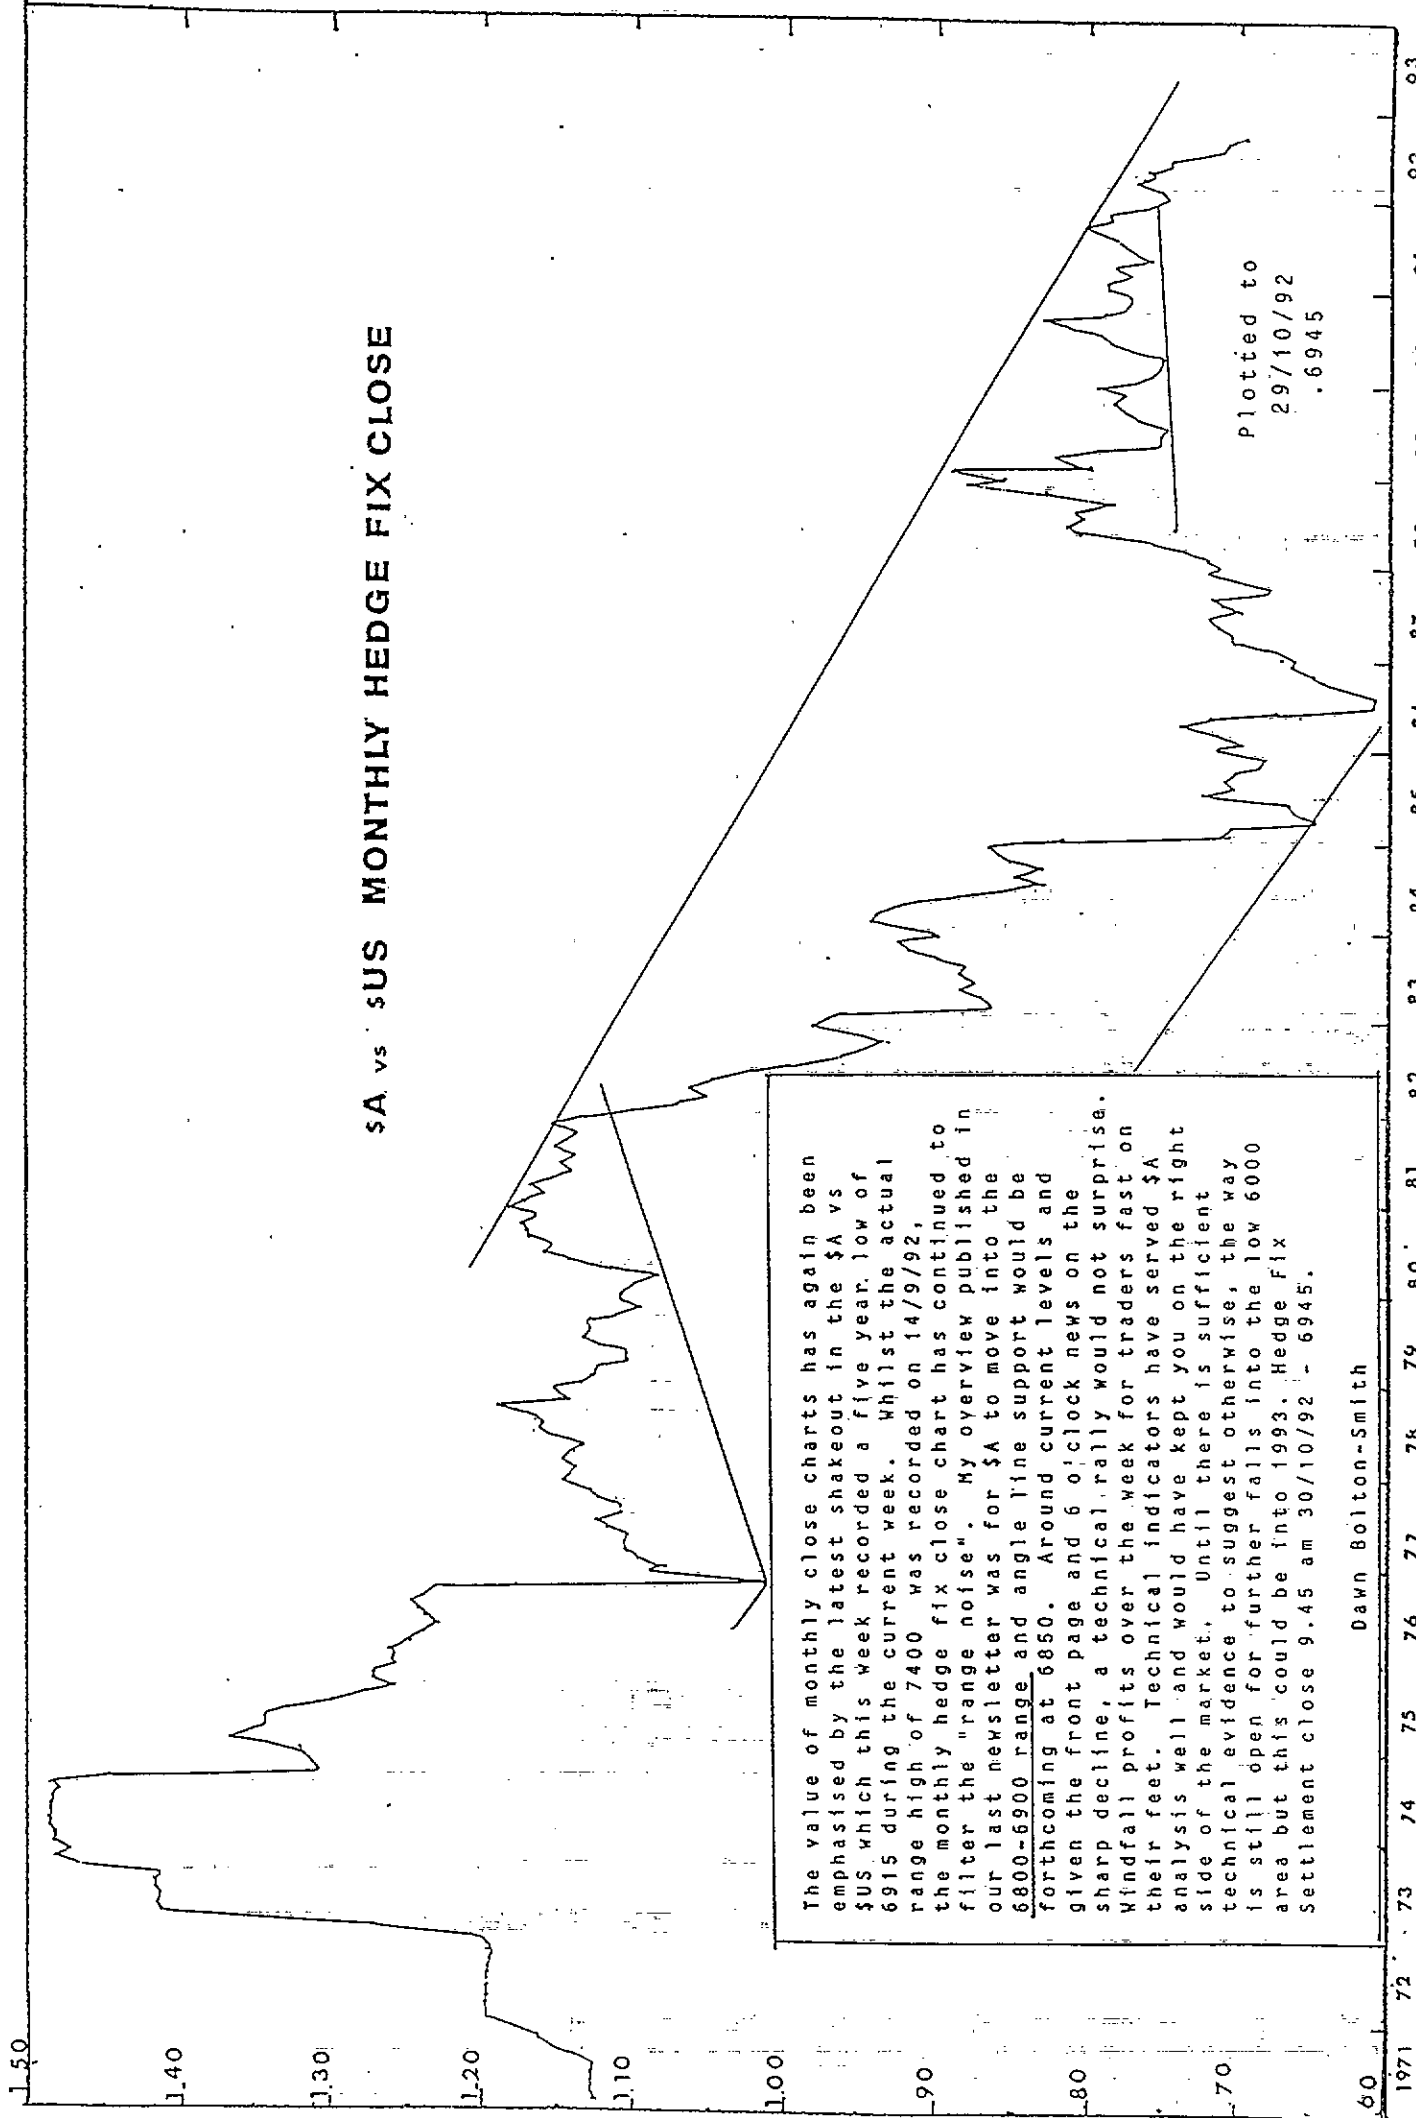 $A vs $US MONTHLY HEDGE FIX CLOSE
1.50
1.40
1.30
1.20
1.10
1.00
.90
.80
.70
.60
Plotted to
29/10/92
.6945
The value of monthly close charts has again been
emphasised by the latest shakeout in the $A vs
$US which this week recorded a five year low of
6915 during the current week. Whilst the actual
range high of 7400 was recorded on 14/9/92,
the monthly hedge fix close chart has continued to
filter the "range noise". My overview published in
our last newsletter was for $A to move into the
6800-6900 range and angle line support would be
forthcoming at 6850. Around current levels and
given the front page and 6 o'clock news on the
sharp decline, a technical rally would not surprise.
Windfall profits over the week for traders fast on
their feet. Technical indicators have served $A
analysis well and would have kept you on the right
side of the market. Until there is sufficient
technical evidence to suggest otherwise, the way
is still open for further falls into the low 6000
area but this could be into 1993. Hedge Fix
Settlement close 9.45 am 30/10/92 - 6945.
Dawn Bolton-Smith
1971 72 73 74 75 76 77 78 79 80 81 82 83 84